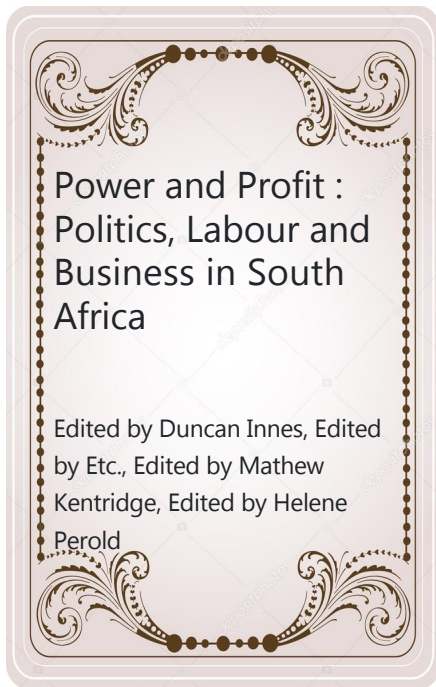 Power and Profit :
Politics, Labour and
Business in South
Africa
Edited by Duncan Innes, Edited
by Etc., Edited by Mathew
Kentridge, Edited by Helene
Perold